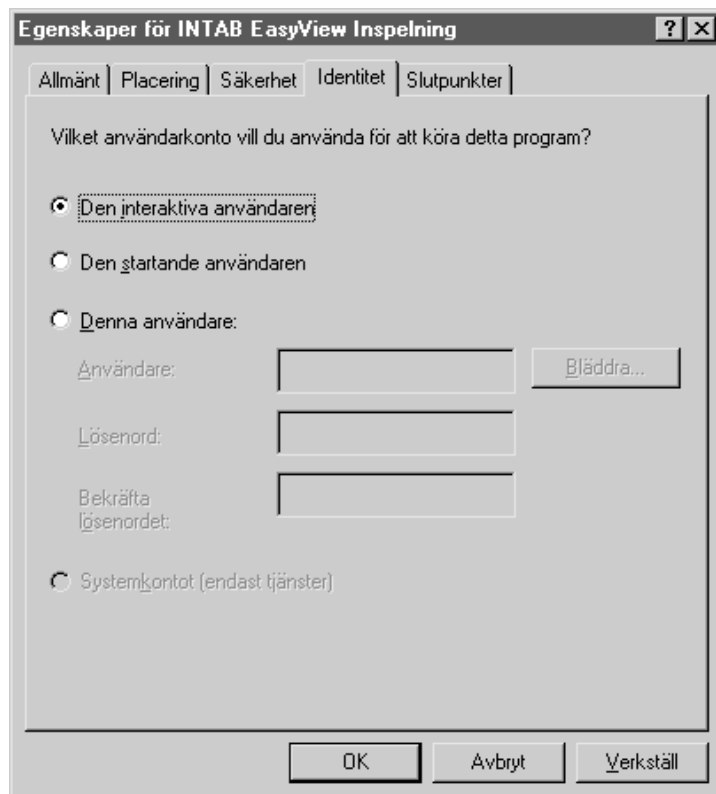 Egenskaper för INTAB EasyView Inspelning
Allmänt Placering Säkerhet Identitet Slutpunkter
Vilket användarkonto vill du använda för att köra detta program?
Den interaktiva användaren
Den startande användaren
Denna användare:
Användare: Bläddra...
Lösenord:
Bekräfta
lösenordet:
Systemkontot (endast tjänster)
OK Avbryt Verkställ